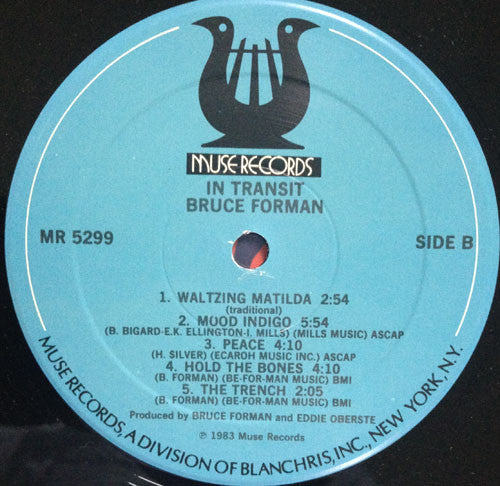 MUSE RECORDS
IN TRANSIT
BRUCE FORMAN
MR 5299
SIDE B
1. WALTZING MATILDA 2:54
(traditional)
2. MOOD INDIGO 5:54
(B. BIGARD-E.K. ELLINGTON-I. MILLS) (MILLS MUSIC) ASCAP
3. PEACE 4:10
(H. SILVER) (ECAROH MUSIC INC.) ASCAP
4. HOLD THE BONES 4:10
(B. FORMAN) (BE-FOR-MAN MUSIC) BMI
5. THE TRENCH 2:05
(B. FORMAN) (BE-FOR-MAN MUSIC) BMI
Produced by BRUCE FORMAN and EDDIE OBERSTE
℗ 1983 Muse Records
MUSE RECORDS, A DIVISION OF BLANCHRIS, INC., NEW YORK, N.Y.